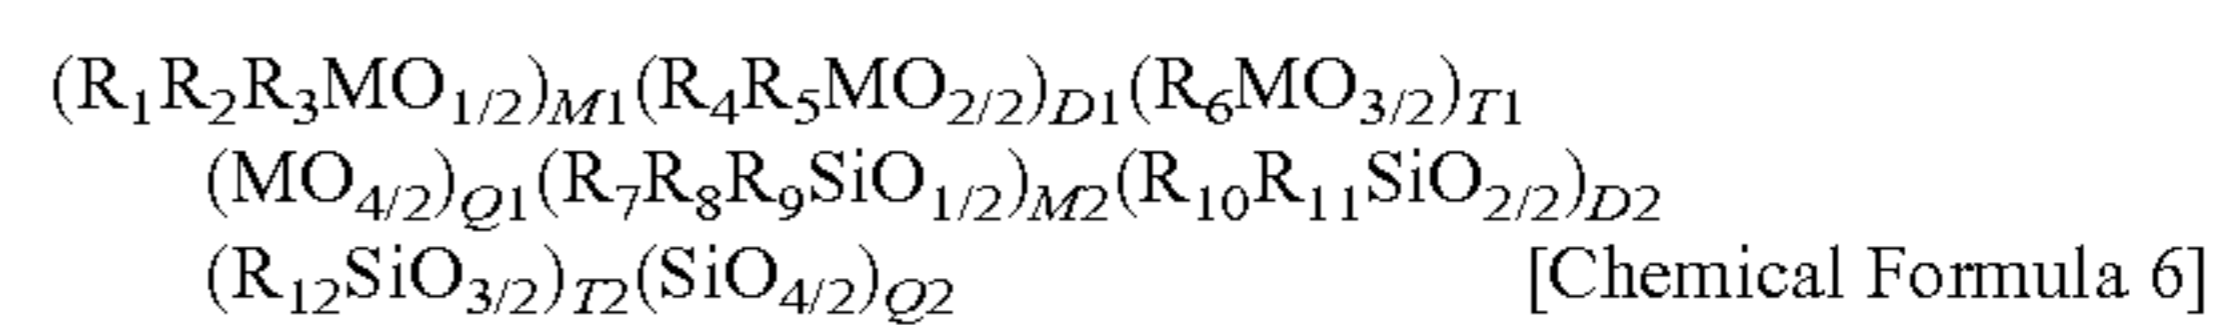 (R₁R₂R₃MO₁/₂)M1(R₄R₅MO₂/₂)D1(R₆MO₃/₂)T1
(MO₄/₂)Q1(R₇R₈R₉SiO₁/₂)M2(R₁₀R₁₁SiO₂/₂)D2
(R₁₂SiO₃/₂)T2(SiO₄/₂)Q2 [Chemical Formula 6]